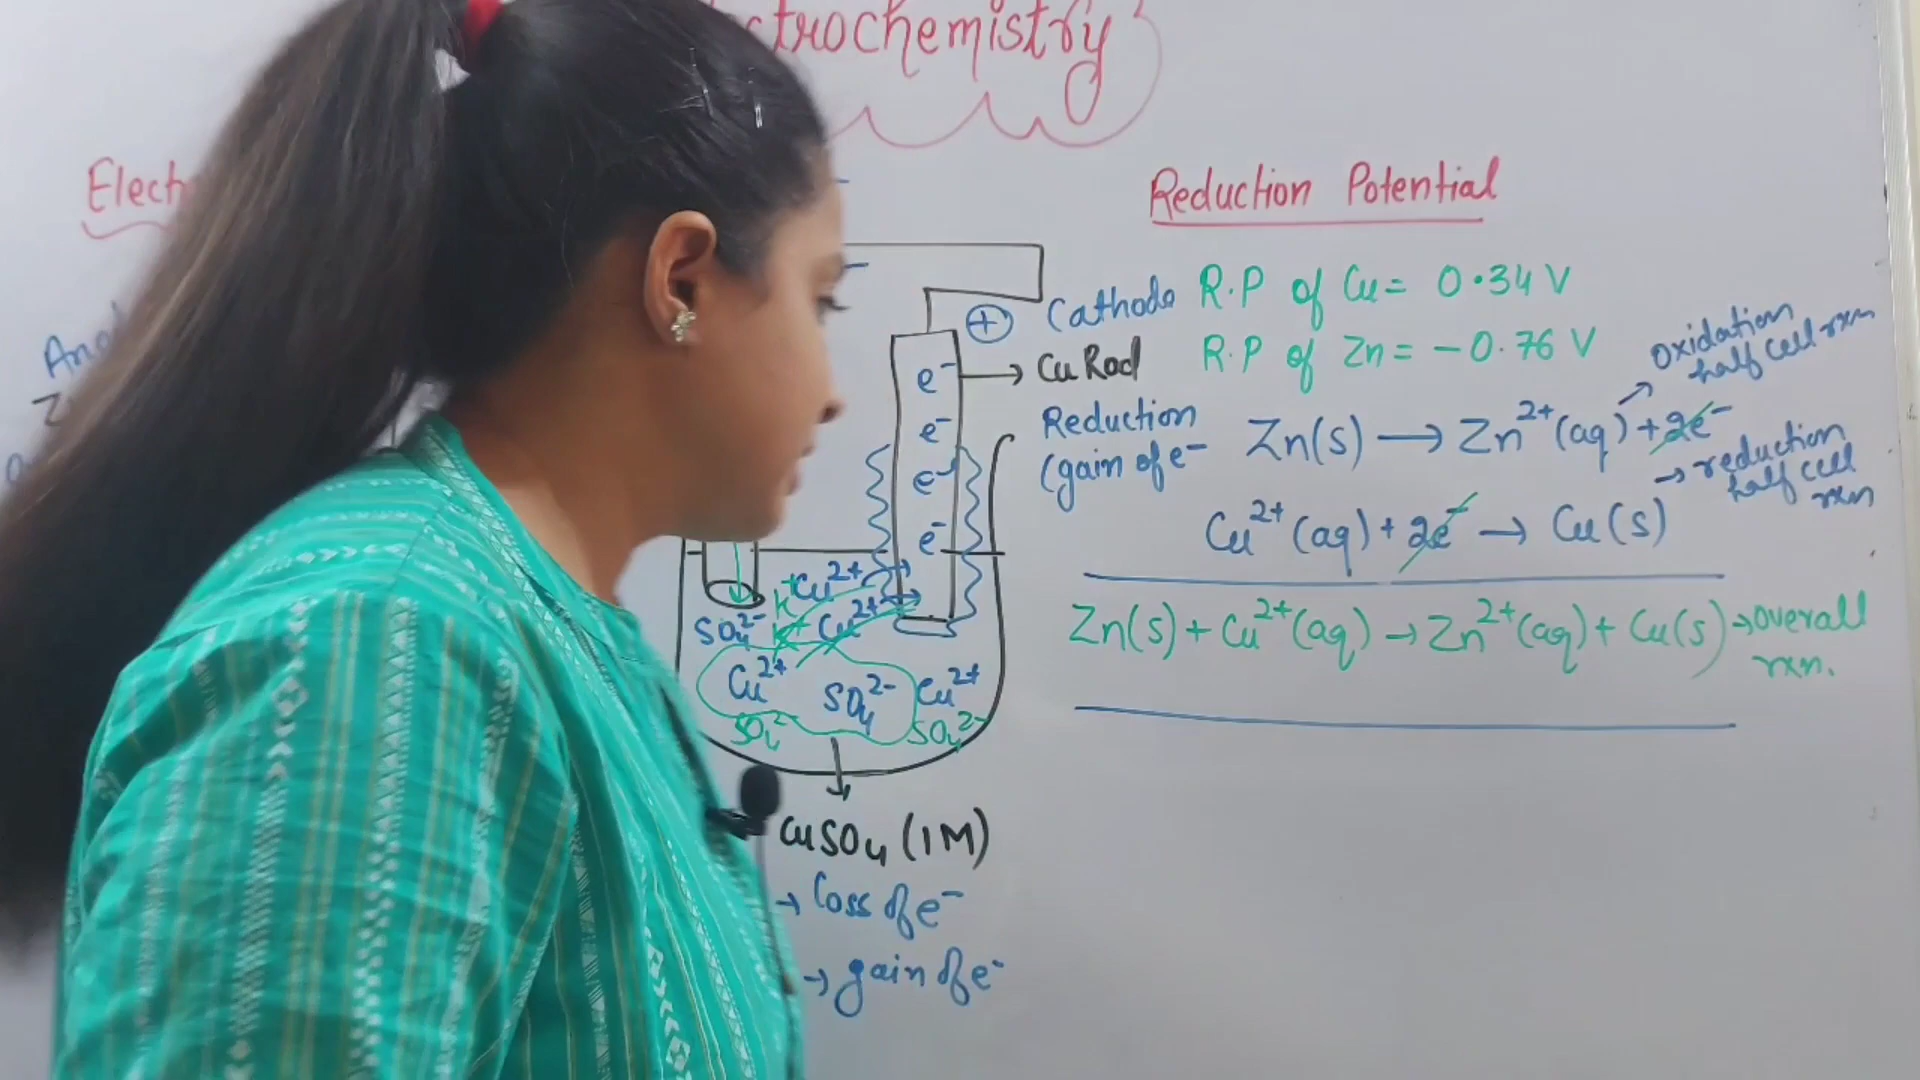 Reduction Potential
Cathode
R.P of Cu = 0.34 V
R.P of Zn = -0.76 V
Oxidation
half cell rxn
+
e-
e-
e-
e-
Cu Rod
Reduction
(gain of e-
Zn(s) → Zn²⁺(aq) + 2e-
→ reduction
half cell
rxn
Cu²⁺(aq) + 2e- → Cu(s)
Zn(s) + Cu²⁺(aq) → Zn²⁺(aq) + Cu(s) → overall
rxn.
K+ Cu²⁺
SO₄²⁻ K+ Cu²⁺
Cu²⁺ SO₄²⁻ Cu²⁺
SO₄²⁻ SO₄²⁻
CuSO₄ (1M)
→ Loss of e-
→ gain of e-